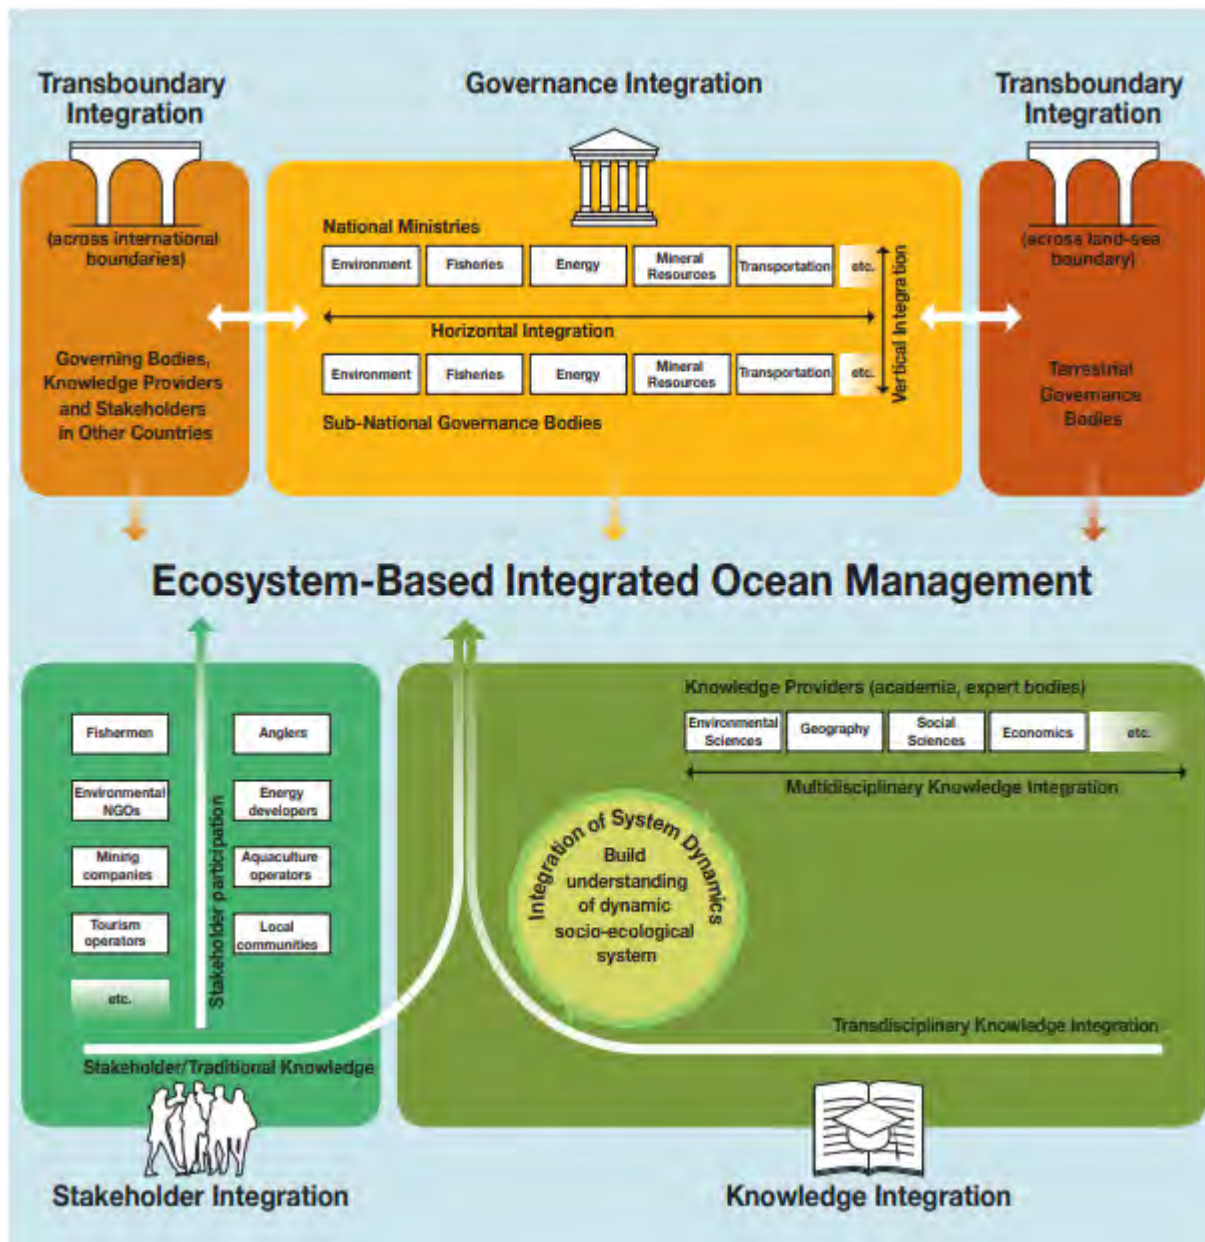 Transboundary
Integration
Governance Integration
Transboundary
Integration
(across international
boundaries)
Governing Bodies,
Knowledge Providers
and Stakeholders
in Other Countries
National Ministries
Environment
Fisheries
Energy
Mineral
Resources
Transportation
etc.
Horizontal Integration
Vertical Integration
Environment
Fisheries
Energy
Mineral
Resources
Transportation
etc.
Sub-National Governance Bodies
(across land-sea
boundary)
Terrestrial
Governance
Bodies
Ecosystem-Based Integrated Ocean Management
Fishermen
Anglers
Environmental
NGOs
Energy
developers
Mining
companies
Aquaculture
operators
Tourism
operators
Local
communities
etc.
Stakeholder participation
Stakeholder/Traditional Knowledge
Stakeholder Integration
Knowledge Providers (academia, expert bodies)
Environmental
Sciences
Geography
Social
Sciences
Economics
etc.
Multidisciplinary Knowledge Integration
Integration of System Dynamics
Build
understanding
of dynamic
socio-ecological
system
Transdisciplinary Knowledge Integration
Knowledge Integration